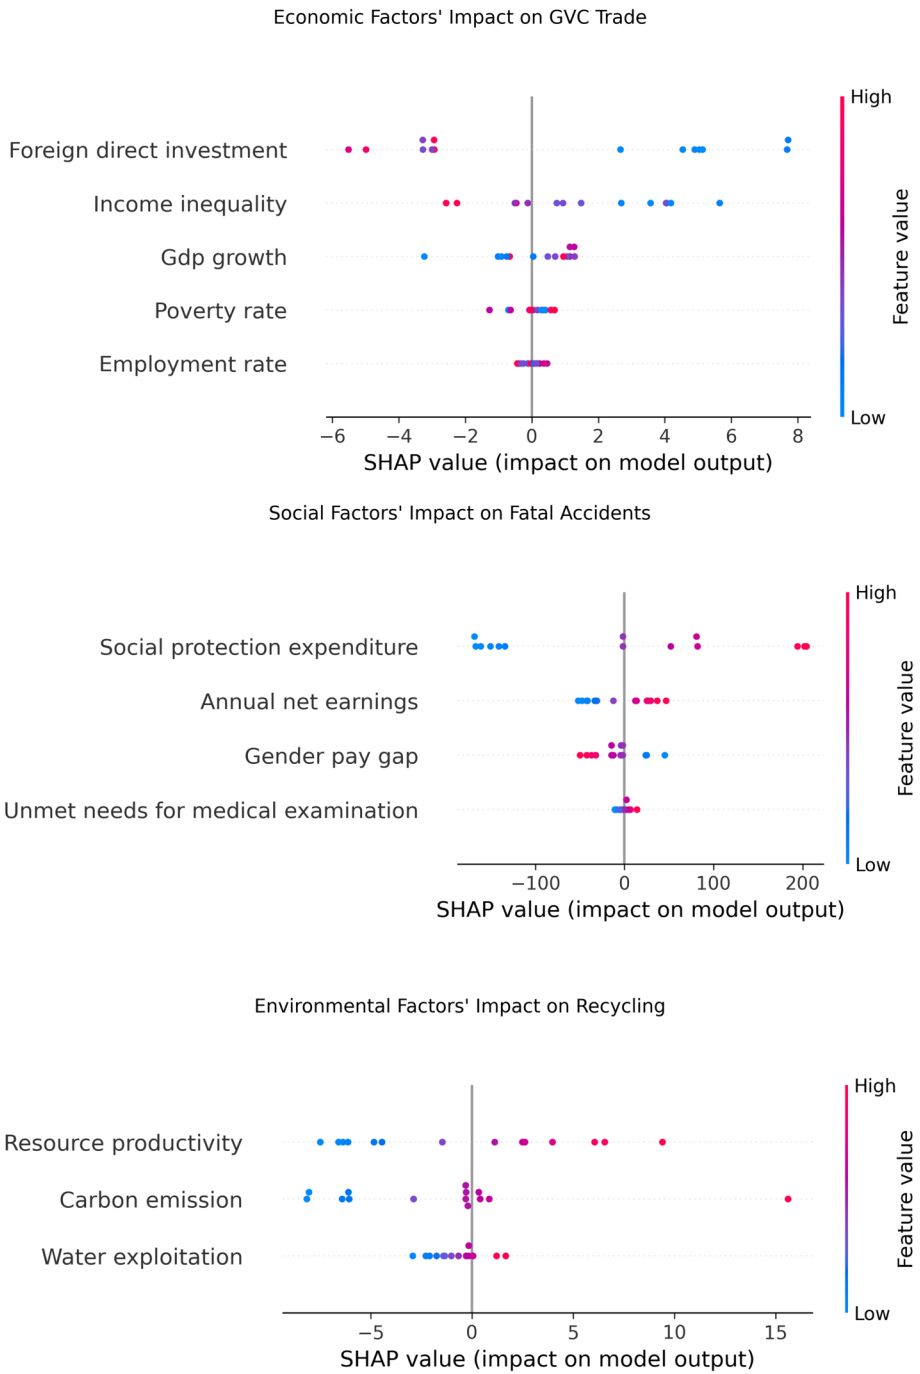 Economic Factors' Impact on GVC Trade
High
Foreign direct investment
Income inequality
Gdp growth
Poverty rate
Employment rate
Feature value
Low
−6 −4 −2 0 2 4 6 8
SHAP value (impact on model output)
Social Factors' Impact on Fatal Accidents
High
Social protection expenditure
Annual net earnings
Gender pay gap
Unmet needs for medical examination
Feature value
Low
−100 0 100 200
SHAP value (impact on model output)
Environmental Factors' Impact on Recycling
High
Resource productivity
Carbon emission
Water exploitation
Feature value
Low
−5 0 5 10 15
SHAP value (impact on model output)